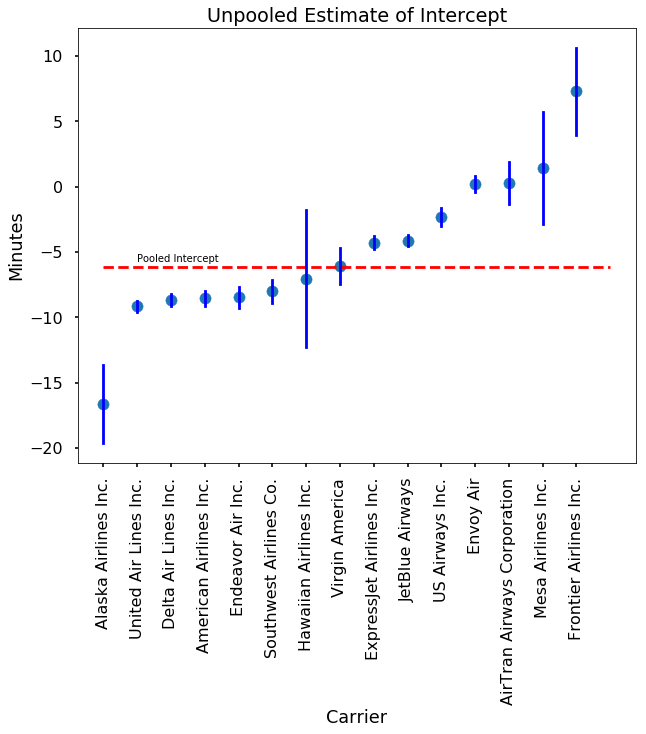 Unpooled Estimate of Intercept
Minutes
10
5
0
−5
−10
−15
−20
Pooled Intercept
Alaska Airlines Inc.
United Air Lines Inc.
Delta Air Lines Inc.
American Airlines Inc.
Endeavor Air Inc.
Southwest Airlines Co.
Hawaiian Airlines Inc.
Virgin America
ExpressJet Airlines Inc.
JetBlue Airways
US Airways Inc.
Envoy Air
AirTran Airways Corporation
Mesa Airlines Inc.
Frontier Airlines Inc.
Carrier